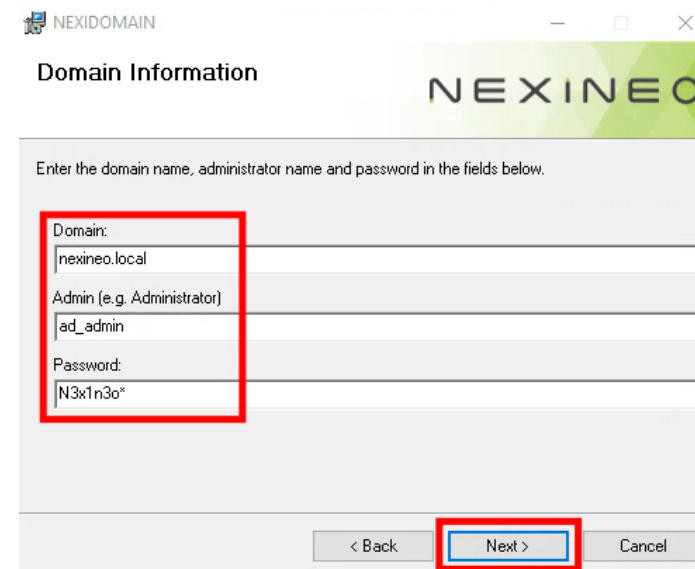 NEXIDOMAIN
Domain Information
NEXINEO
Enter the domain name, administrator name and password in the fields below.
Domain:
nexineo.local
Admin (e.g. Administrator)
ad_admin
Password:
N3x1n3o*
< Back Next > Cancel